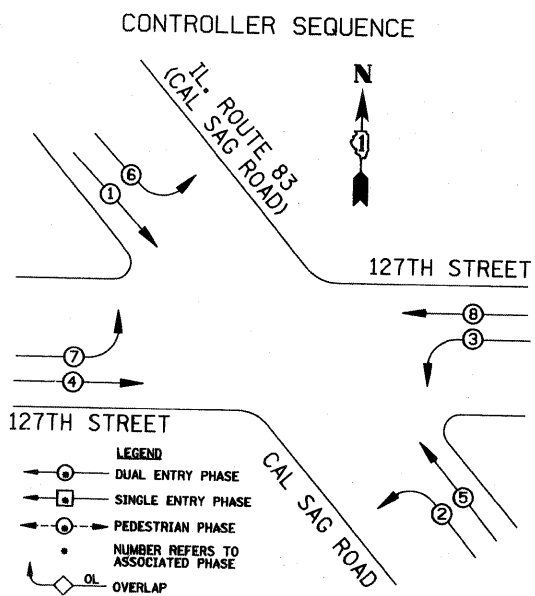 CONTROLLER SEQUENCE
N
1
IL. ROUTE 83
(CAL SAG ROAD)
6
1
127TH STREET
8
3
7
4
127TH STREET
CAL SAG ROAD
5
2
LEGEND
* DUAL ENTRY PHASE
* SINGLE ENTRY PHASE
* PEDESTRIAN PHASE
* NUMBER REFERS TO
ASSOCIATED PHASE
OL OVERLAP